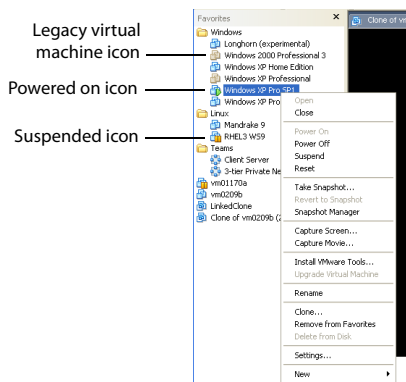 Legacy virtual
machine icon
Powered on icon
Suspended icon
Favorites
Windows
Longhorn (experimental)
Windows 2000 Professional 3
Windows XP Home Edition
Windows XP Professional
Windows XP Pro SP1
Windows XP Pro
Linux
Mandrake 9
RHEL3 WS9
Teams
Client Server
3-tier Private Ne
vm01170a
vm0209b
LinkedClone
Clone of vm0209b (2
Clone of vm
Open
Close
Power On
Power Off
Suspend
Reset
Take Snapshot...
Revert to Snapshot
Snapshot Manager
Capture Screen...
Capture Movie...
Install VMware Tools...
Upgrade Virtual Machine
Rename
Clone...
Remove from Favorites
Delete from Disk
Settings...
New